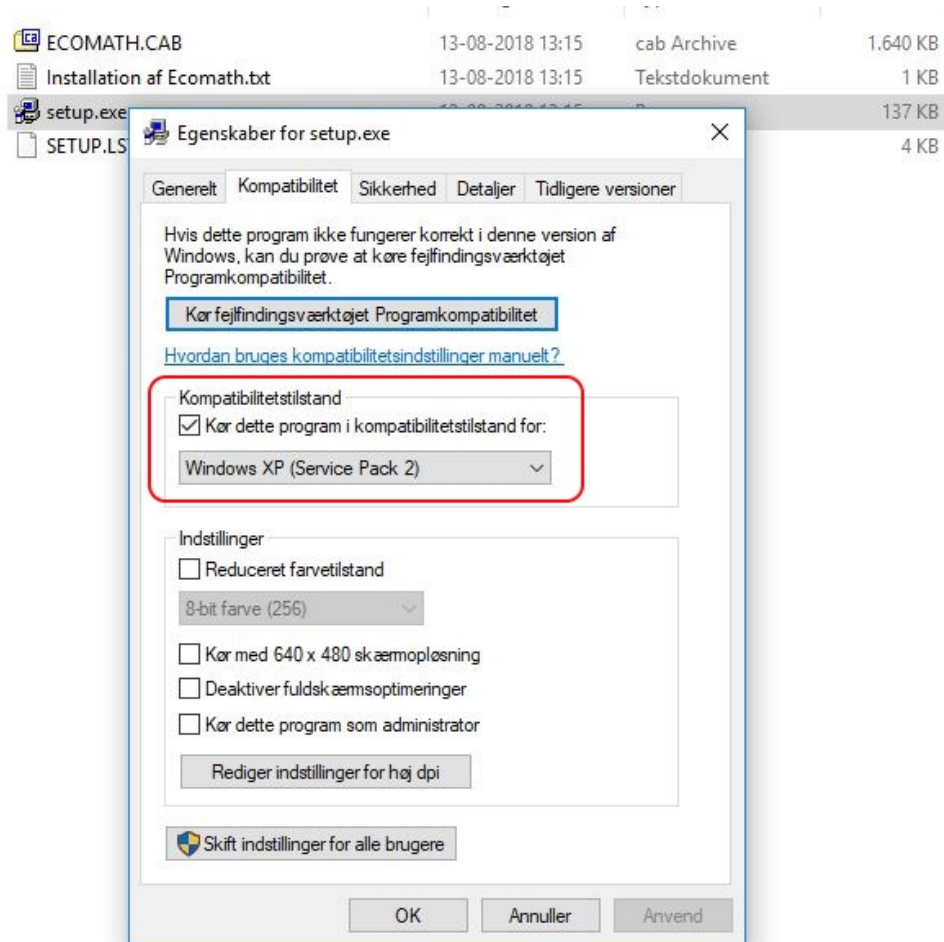 ECOMATH.CAB 13-08-2018 13:15 cab Archive 1.640 KB
Installation af Ecomath.txt 13-08-2018 13:15 Tekstdokument 1 KB
setup.exe 137 KB
SETUP.LS 4 KB
Egenskaber for setup.exe
Generelt Kompatibilitet Sikkerhed Detaljer Tidligere versioner
Hvis dette program ikke fungerer korrekt i denne version af
Windows, kan du prøve at køre fejlfindingsværktøjet
Programkompatibilitet.
Kør fejlfindingsværktøjet Programkompatibilitet
Hvordan bruges kompatibilitetsindstillinger manuelt?
Kompatibilitetstilstand
Kør dette program i kompatibilitetstilstand for:
Windows XP (Service Pack 2)
Indstillinger
Reduceret farvetilstand
8-bit farve (256)
Kør med 640 x 480 skærmopløsning
Deaktiver fuldskærmsoptimeringer
Kør dette program som administrator
Rediger indstillinger for høj dpi
Skift indstillinger for alle brugere
OK Annuller Anvend